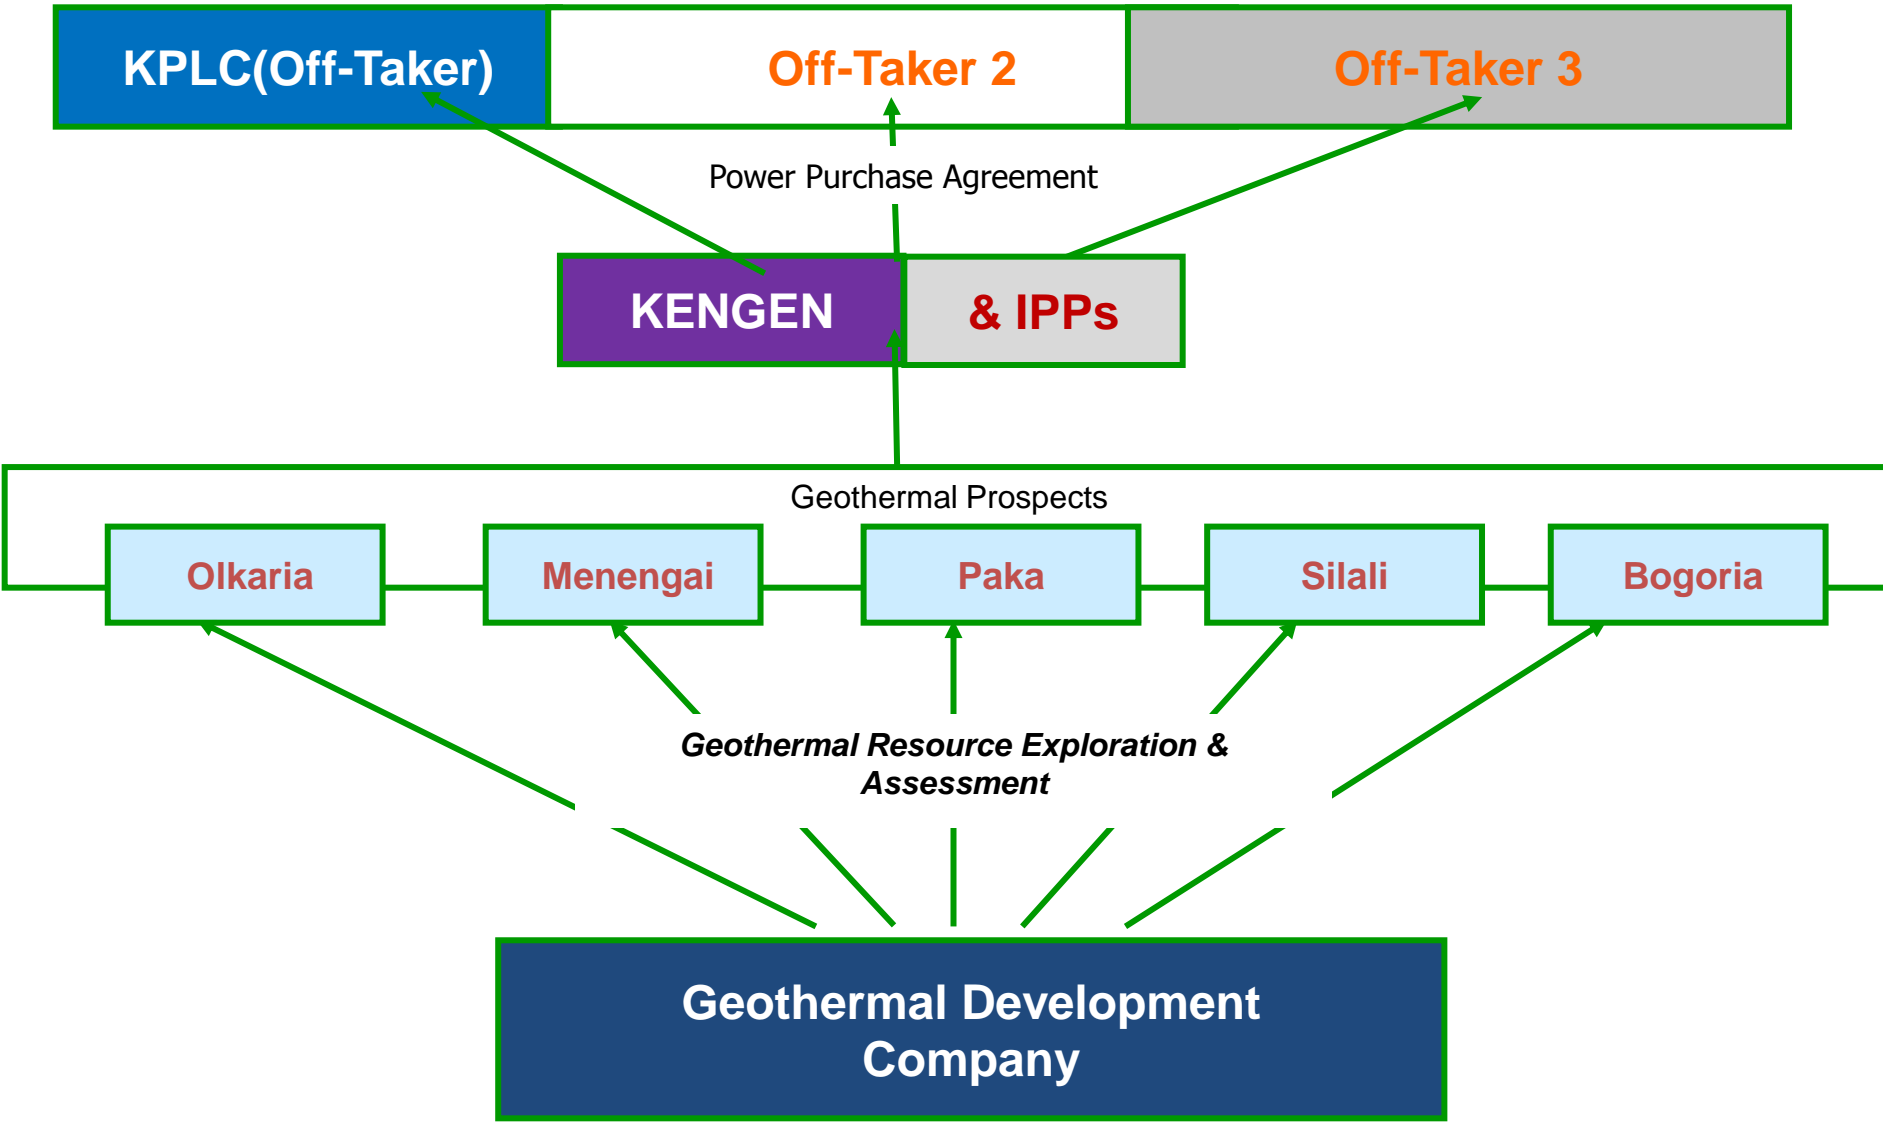 KPLC(Off-Taker)
Off-Taker 2
Off-Taker 3
Power Purchase Agreement
KENGEN
& IPPs
Geothermal Prospects
Olkaria
Menengai
Paka
Silali
Bogoria
Geothermal Resource Exploration &
Assessment
Geothermal Development
Company